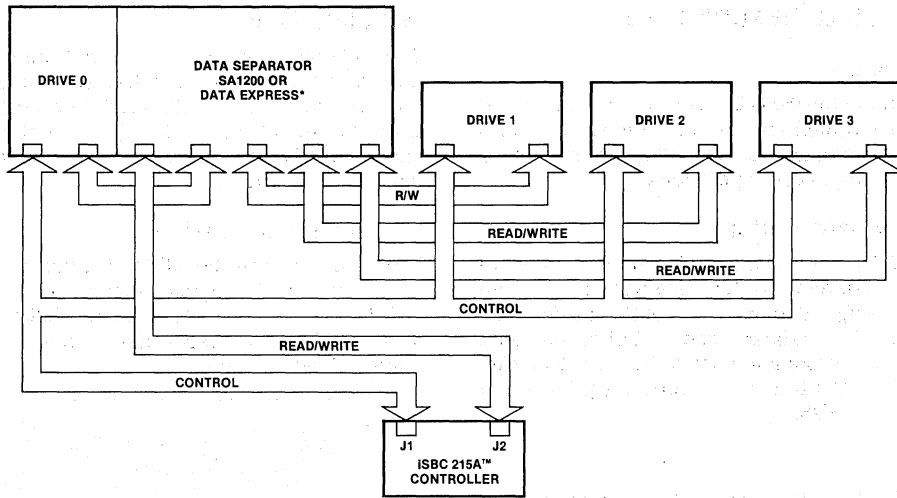 DRIVE 0
DATA SEPARATOR
SA1200 OR
DATA EXPRESS*
DRIVE 1
DRIVE 2
DRIVE 3
R/W
READ/WRITE
READ/WRITE
CONTROL
READ/WRITE
CONTROL
J1
J2
iSBC 215A™
CONTROLLER